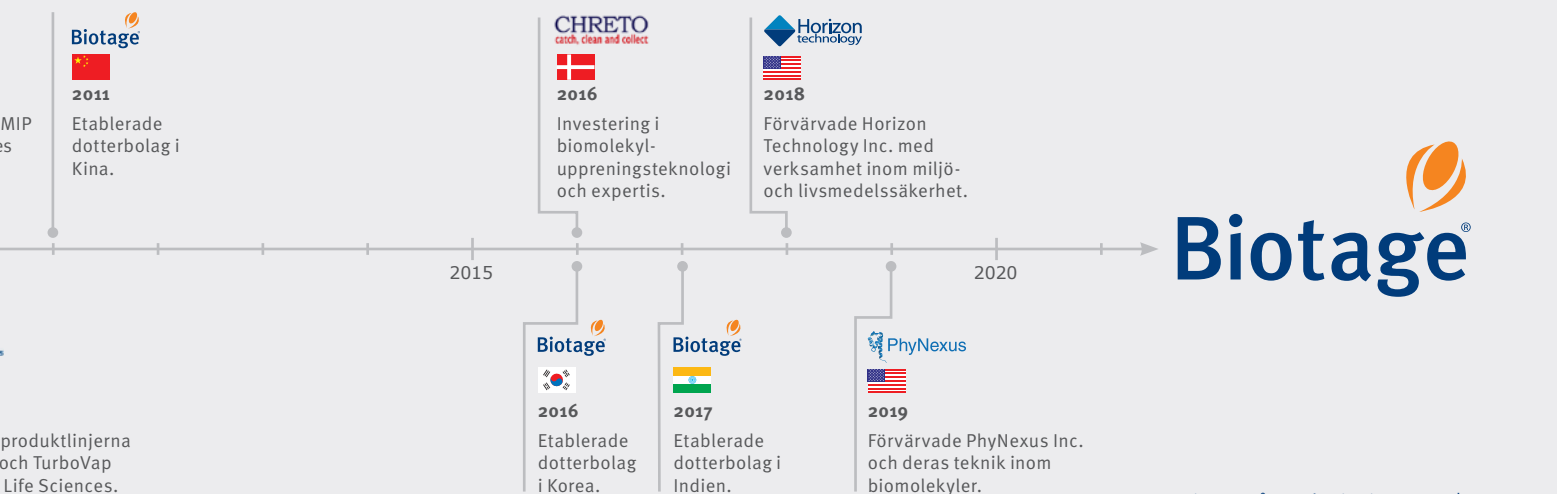 MIP
Biotage
2011
Etablerade
dotterbolag i
Kina.
CHRETO
catch, clean and collect
2016
Investering i
biomolekyl-
uppreningsteknologi
och expertis.
Horizon
technology
2018
Förvärvade Horizon
Technology Inc. med
verksamhet inom miljö-
och livsmedelssäkerhet.
2015
2020
Biotage®
produktlinjerna
och TurboVap
Life Sciences.
Biotage
2016
Etablerade
dotterbolag
i Korea.
Biotage
2017
Etablerade
dotterbolag i
Indien.
PhyNexus
2019
Förvärvade PhyNexus Inc.
och deras teknik inom
biomolekyler.